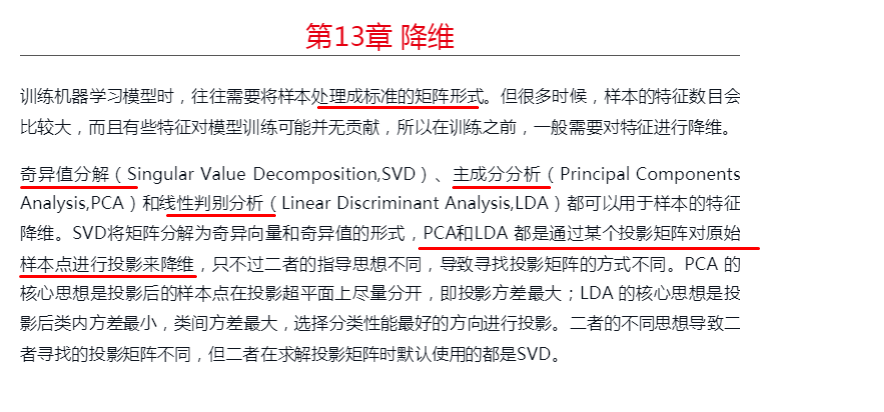 第13章 降维
训练机器学习模型时，往往需要将样本处理成标准的矩阵形式。但很多时候，样本的特征数目会
比较大，而且有些特征对模型训练可能并无贡献，所以在训练之前，一般需要对特征进行降维。
奇异值分解（Singular Value Decomposition,SVD）、主成分分析（Principal Components
Analysis,PCA）和线性判别分析（Linear Discriminant Analysis,LDA）都可以用于样本的特征
降维。SVD将矩阵分解为奇异向量和奇异值的形式，PCA和LDA 都是通过某个投影矩阵对原始
样本点进行投影来降维，只不过二者的指导思想不同，导致寻找投影矩阵的方式不同。PCA 的
核心思想是投影后的样本点在投影超平面上尽量分开，即投影方差最大；LDA 的核心思想是投
影后类内方差最小，类间方差最大，选择分类性能最好的方向进行投影。二者的不同思想导致二
者寻找的投影矩阵不同，但二者在求解投影矩阵时默认使用的都是SVD。